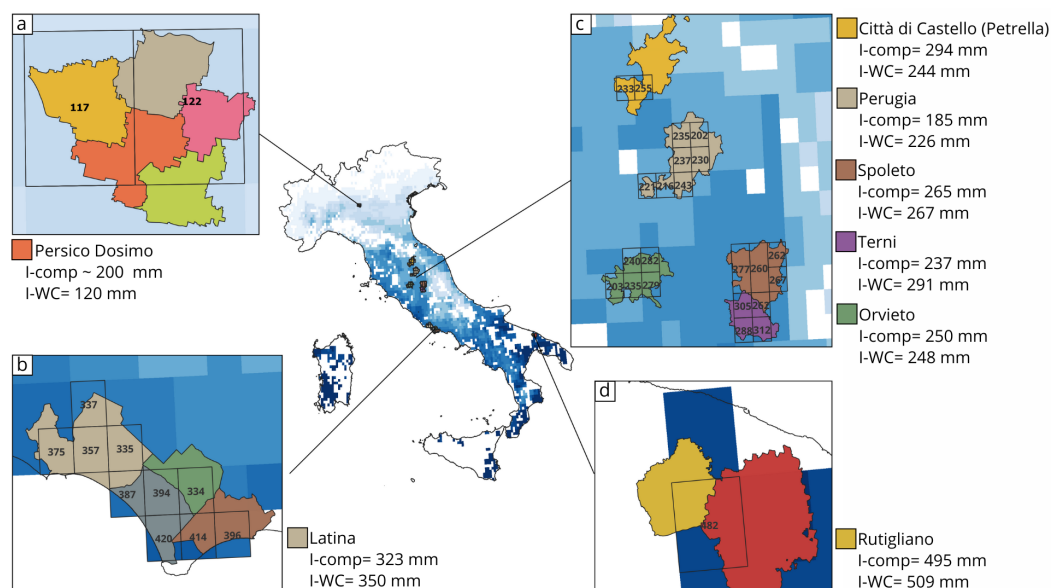 a
117
122
Persico Dosimo
I-comp ~ 200 mm
I-WC= 120 mm
b
337
375 357 335
387 394 334
420 414 396
Latina
I-comp= 323 mm
I-WC= 350 mm
c
233 255
235 202
237 230
221 216 243
240 282
203 235 279
262
277 260
267
305 262
288 312
Città di Castello (Petrella)
I-comp= 294 mm
I-WC= 244 mm
Perugia
I-comp= 185 mm
I-WC= 226 mm
Spoleto
I-comp= 265 mm
I-WC= 267 mm
Terni
I-comp= 237 mm
I-WC= 291 mm
Orvieto
I-comp= 250 mm
I-WC= 248 mm
d
482
Rutigliano
I-comp= 495 mm
I-WC= 509 mm